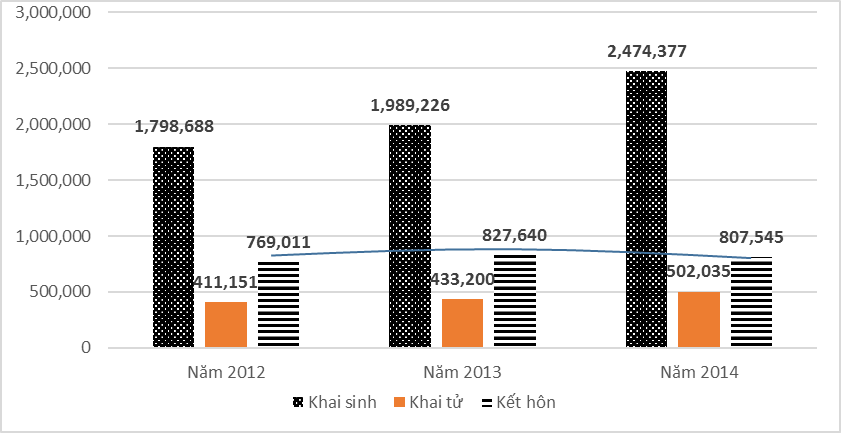 3,000,000
2,500,000
2,000,000
1,500,000
1,000,000
500,000
0
1,798,688
411,151
769,011
1,989,226
433,200
827,640
2,474,377
502,035
807,545
Năm 2012
Năm 2013
Năm 2014
Khai sinh
Khai tử
Kết hôn